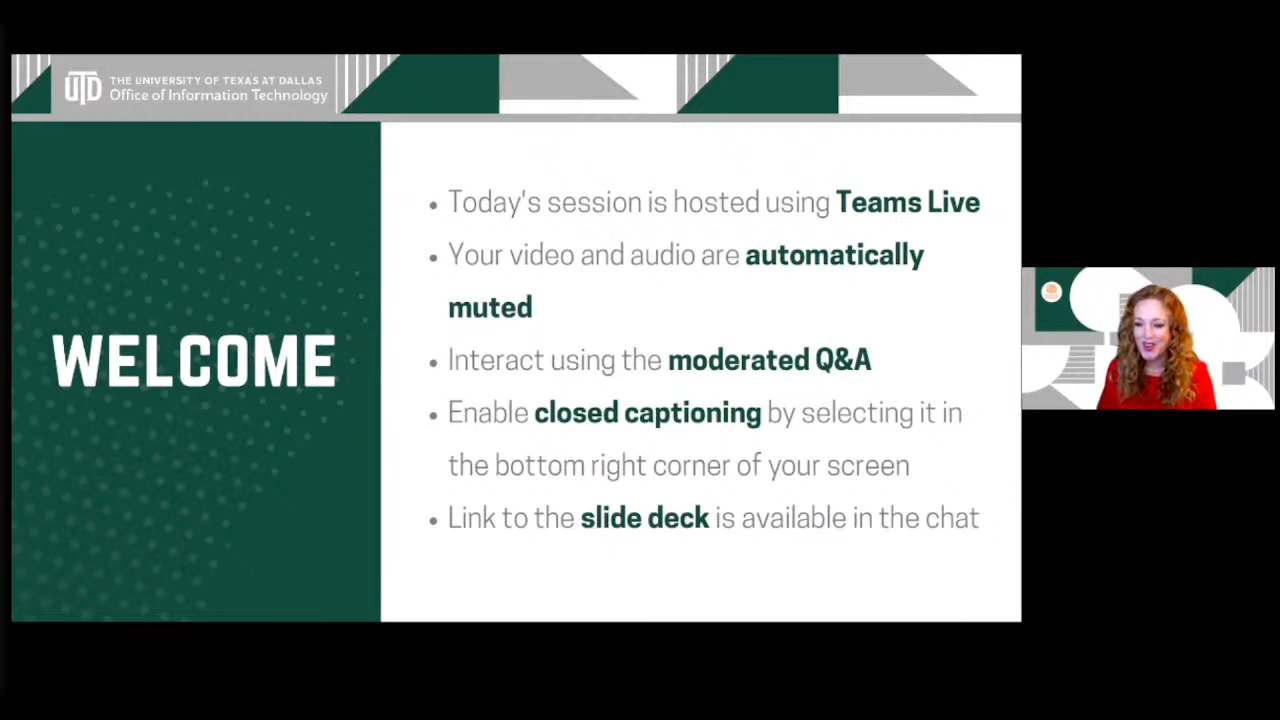 UTD
THE UNIVERSITY OF TEXAS AT DALLAS
Office of Information Technology
WELCOME
• Today's session is hosted using Teams Live
• Your video and audio are automatically
muted
• Interact using the moderated Q&A
• Enable closed captioning by selecting it in
the bottom right corner of your screen
• Link to the slide deck is available in the chat